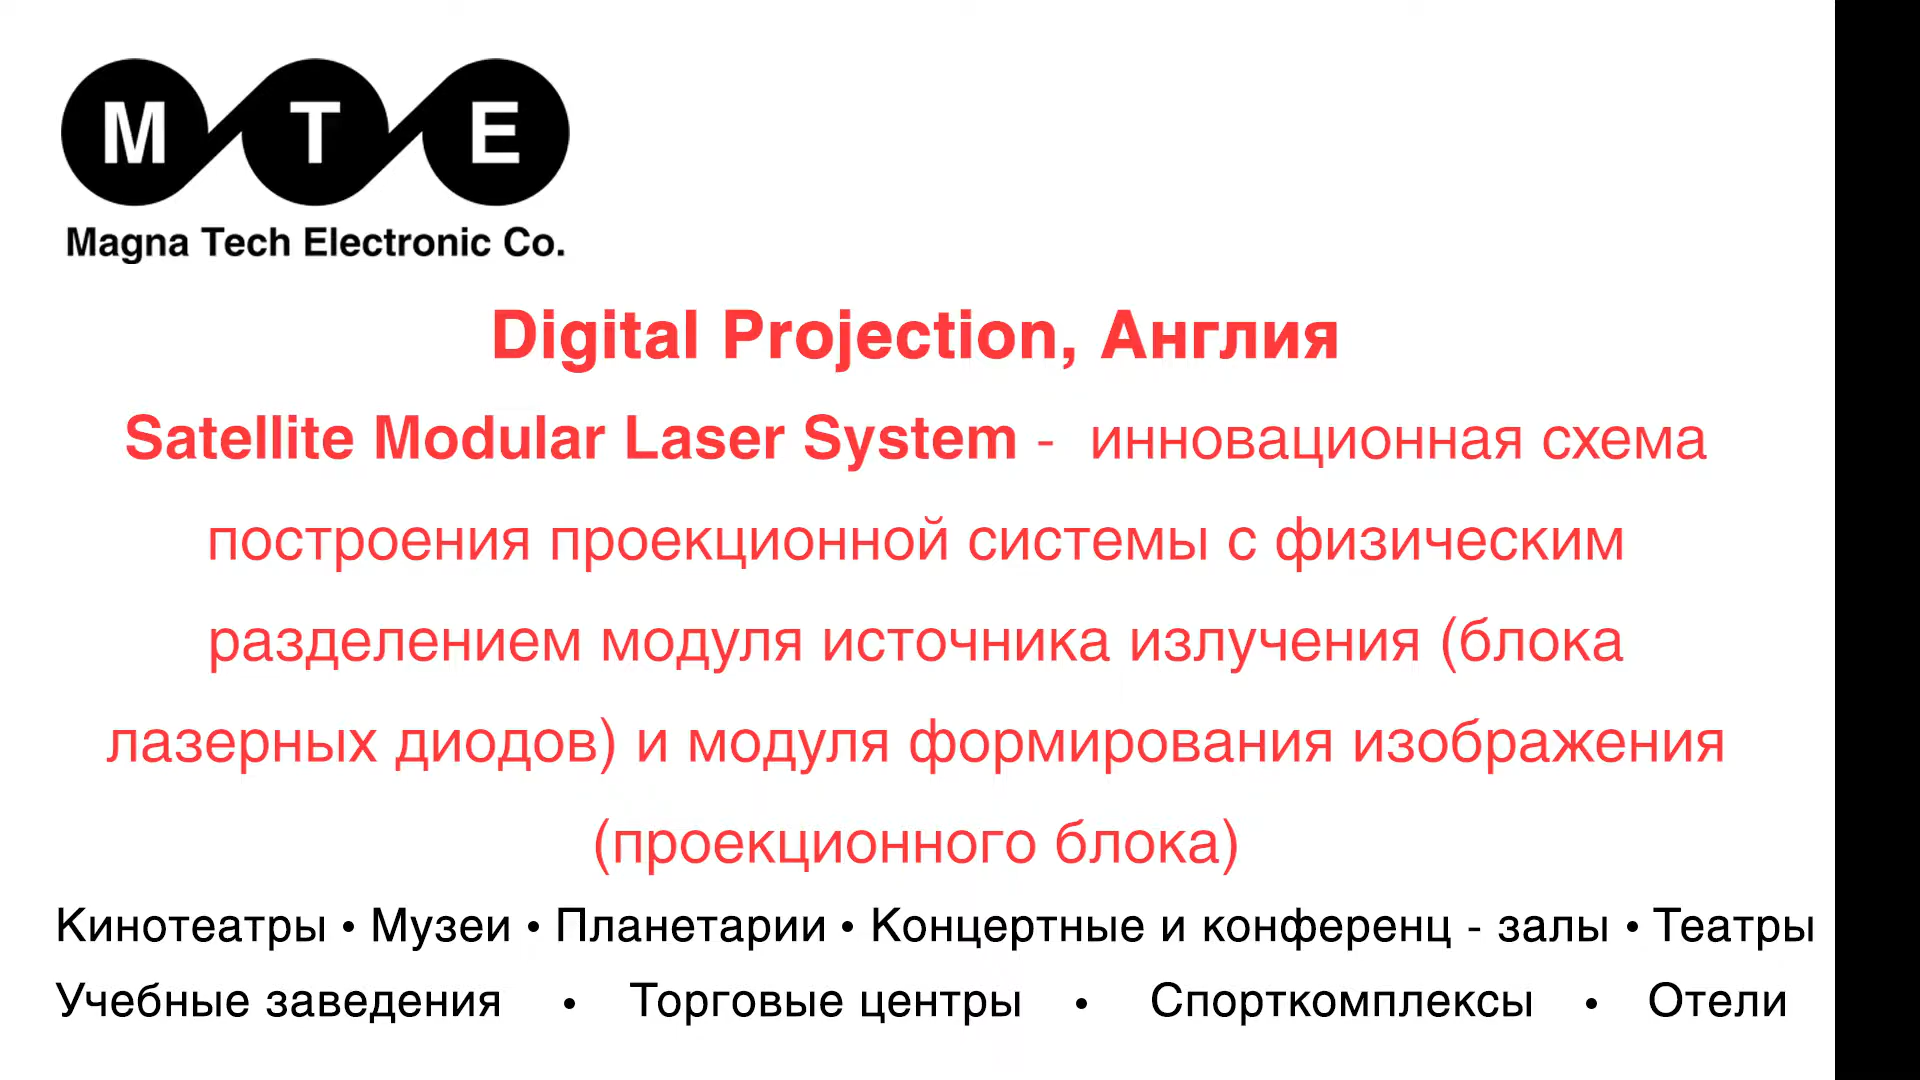 M T E
Magna Tech Electronic Co.
Digital Projection, Англия
Satellite Modular Laser System - инновационная схема
построения проекционной системы с физическим
разделением модуля источника излучения (блока
лазерных диодов) и модуля формирования изображения
(проекционного блока)
Кинотеатры • Музеи • Планетарии • Концертные и конференц - залы • Театры
Учебные заведения • Торговые центры • Спорткомплексы • Отели